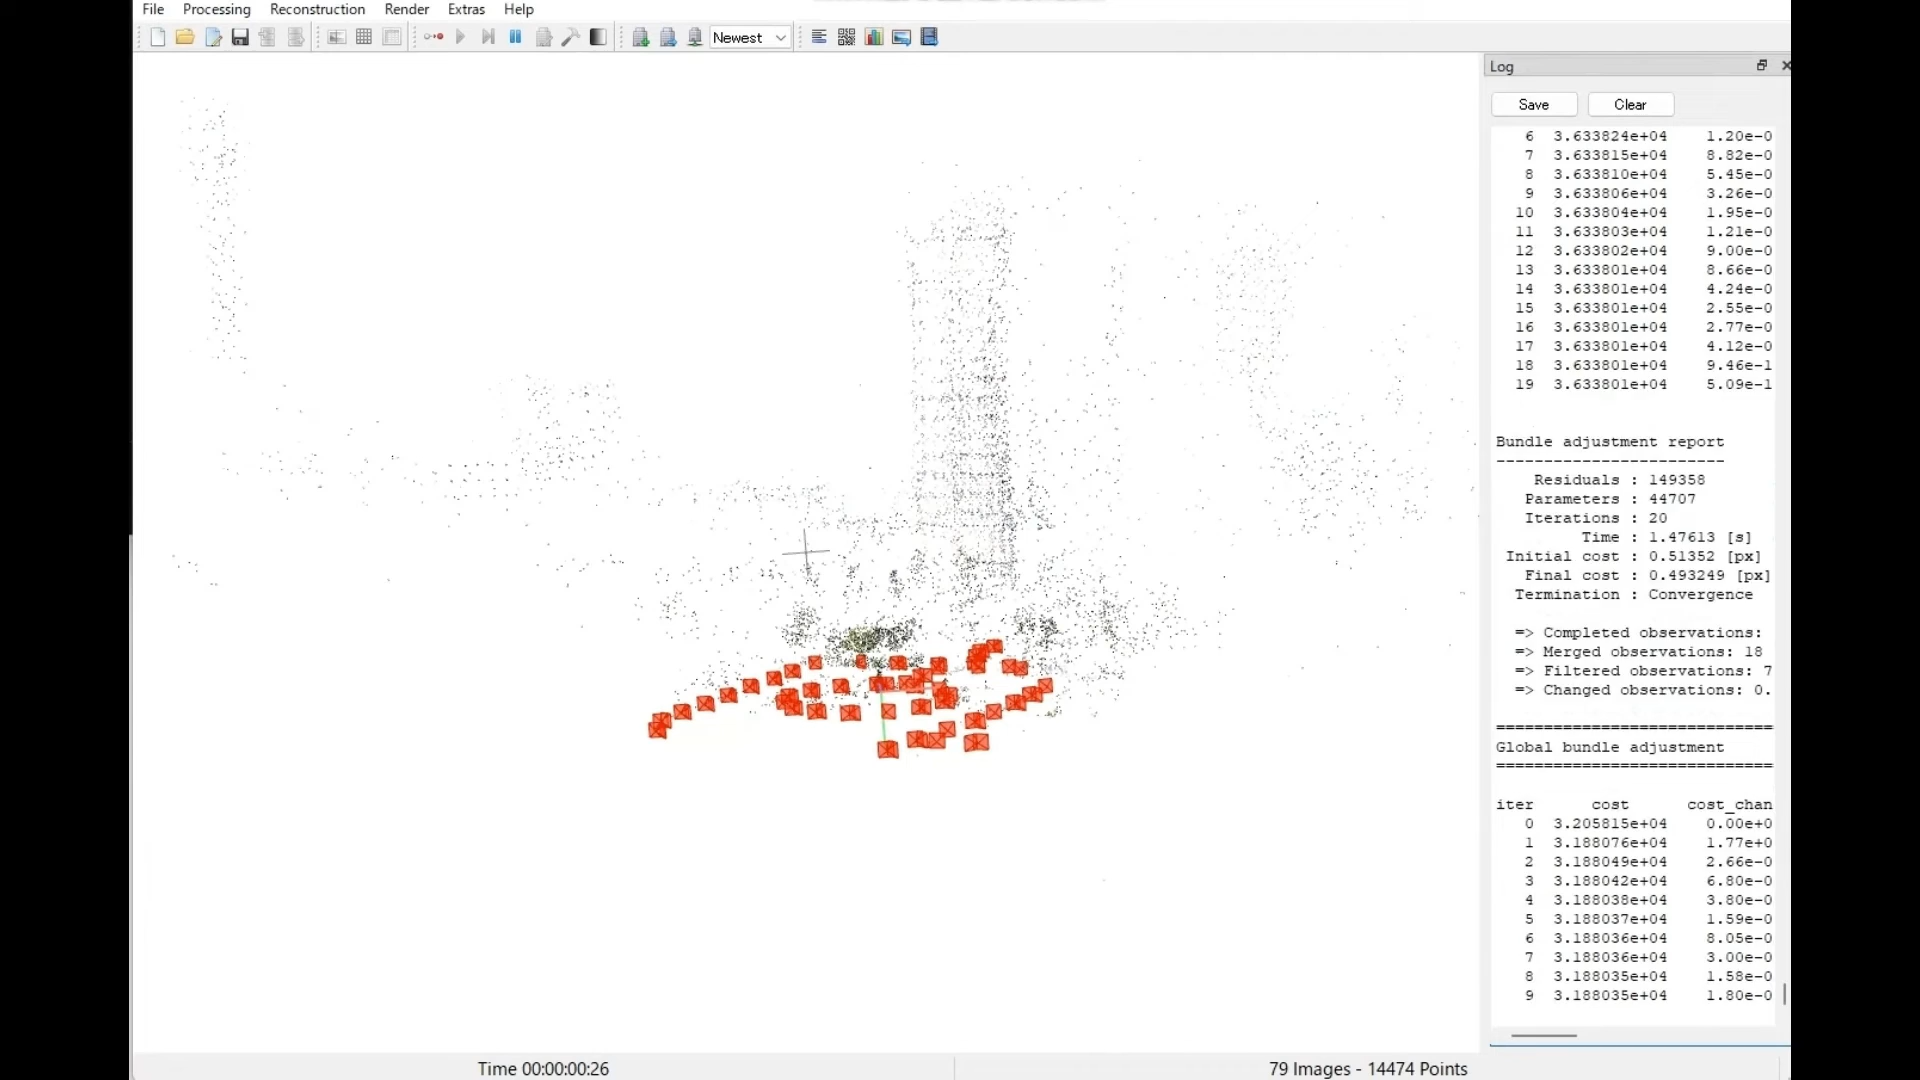 File Processing Reconstruction Render Extras Help
Newest
Log
Save Clear
6 3.633824e+04 1.20e-0
7 3.633815e+04 8.82e-0
8 3.633810e+04 5.45e-0
9 3.633806e+04 3.26e-0
10 3.633804e+04 1.95e-0
11 3.633803e+04 1.21e-0
12 3.633802e+04 9.00e-0
13 3.633801e+04 8.66e-0
14 3.633801e+04 4.24e-0
15 3.633801e+04 2.55e-0
16 3.633801e+04 2.77e-0
17 3.633801e+04 4.12e-0
18 3.633801e+04 9.46e-1
19 3.633801e+04 5.09e-1
Bundle adjustment report
------------------------
Residuals : 149358
Parameters : 44707
Iterations : 20
Time : 1.47613 [s]
Initial cost : 0.51352 [px]
Final cost : 0.493249 [px]
Termination : Convergence
=> Completed observations:
=> Merged observations: 18
=> Filtered observations: 7
=> Changed observations: 0.
=============================
Global bundle adjustment
=============================
iter cost cost_chan
0 3.205815e+04 0.00e+0
1 3.188076e+04 1.77e+0
2 3.188049e+04 2.66e-0
3 3.188042e+04 6.80e-0
4 3.188038e+04 3.80e-0
5 3.188037e+04 1.59e-0
6 3.188036e+04 8.05e-0
7 3.188036e+04 3.00e-0
8 3.188035e+04 1.58e-0
9 3.188035e+04 1.80e-0
Time 00:00:00:26
79 Images - 14474 Points